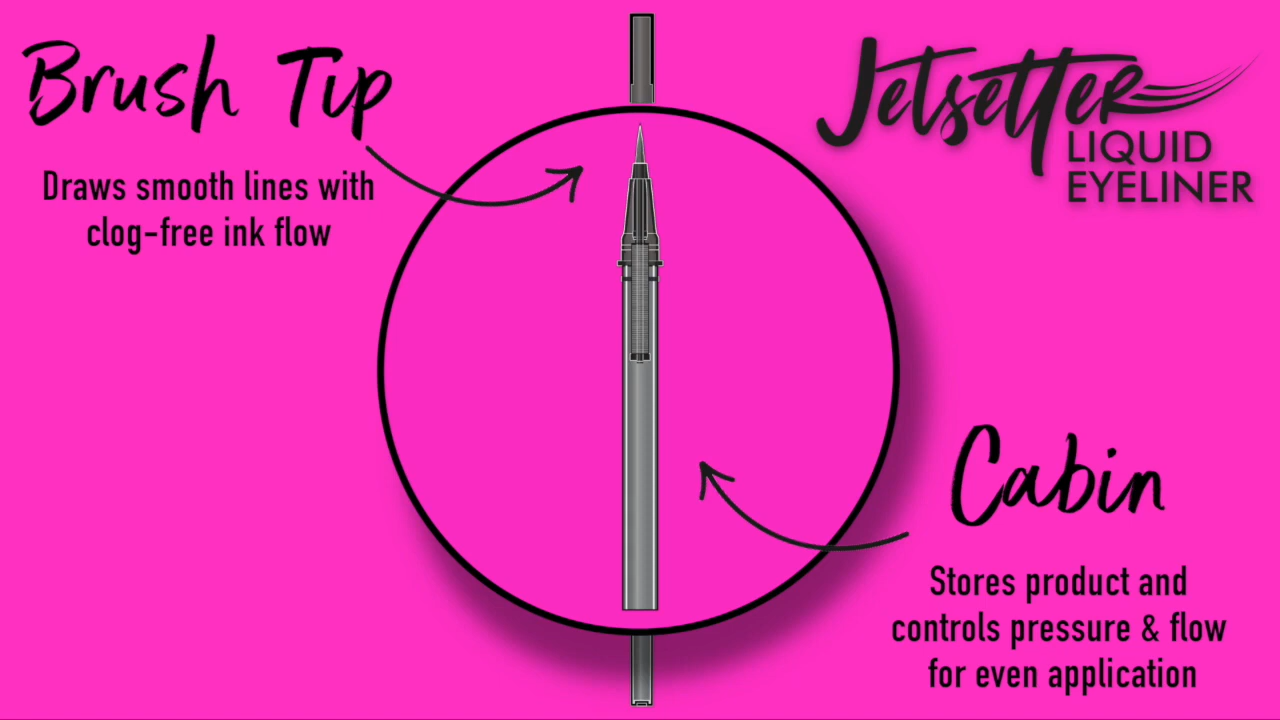 Brush Tip
Draws smooth lines with
clog-free ink flow
Jetsetter
LIQUID
EYELINER
Cabin
Stores product and
controls pressure & flow
for even application